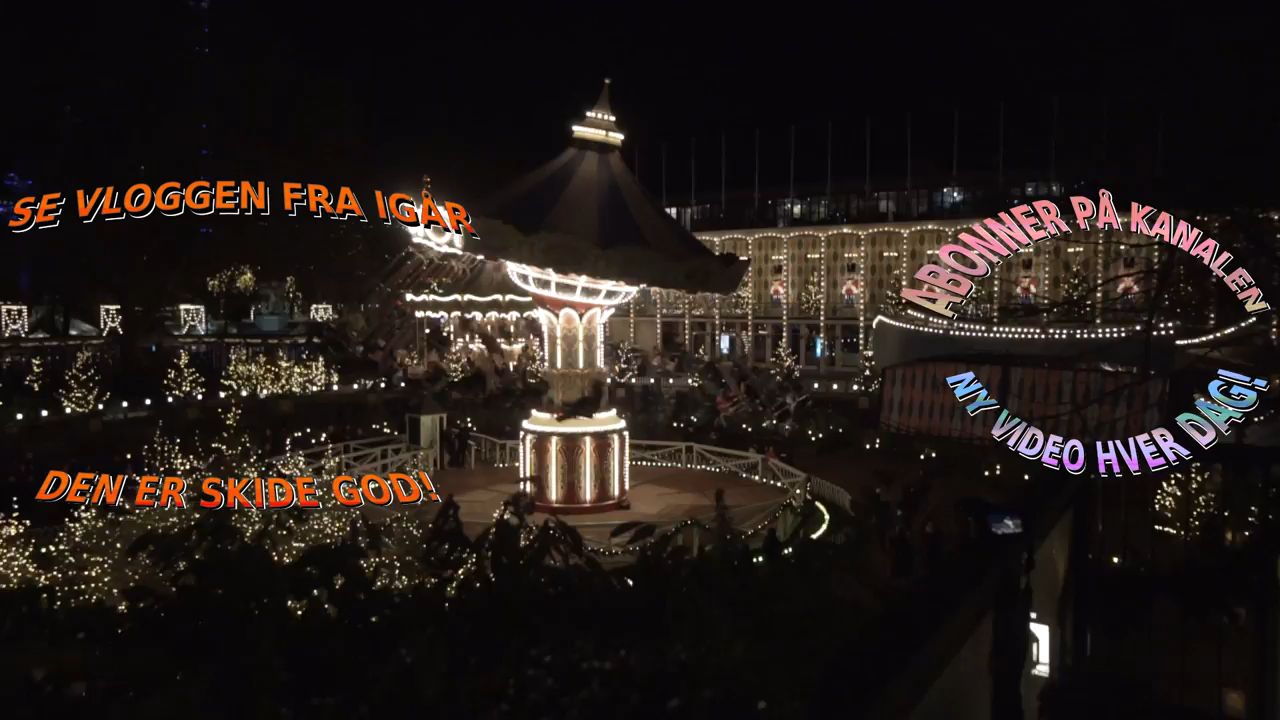 SE VLOGGEN FRA IGÅR
DEN ER SKIDE GOD!
ABONNER PÅ KANALEN
NY VIDEO HVER DAG!